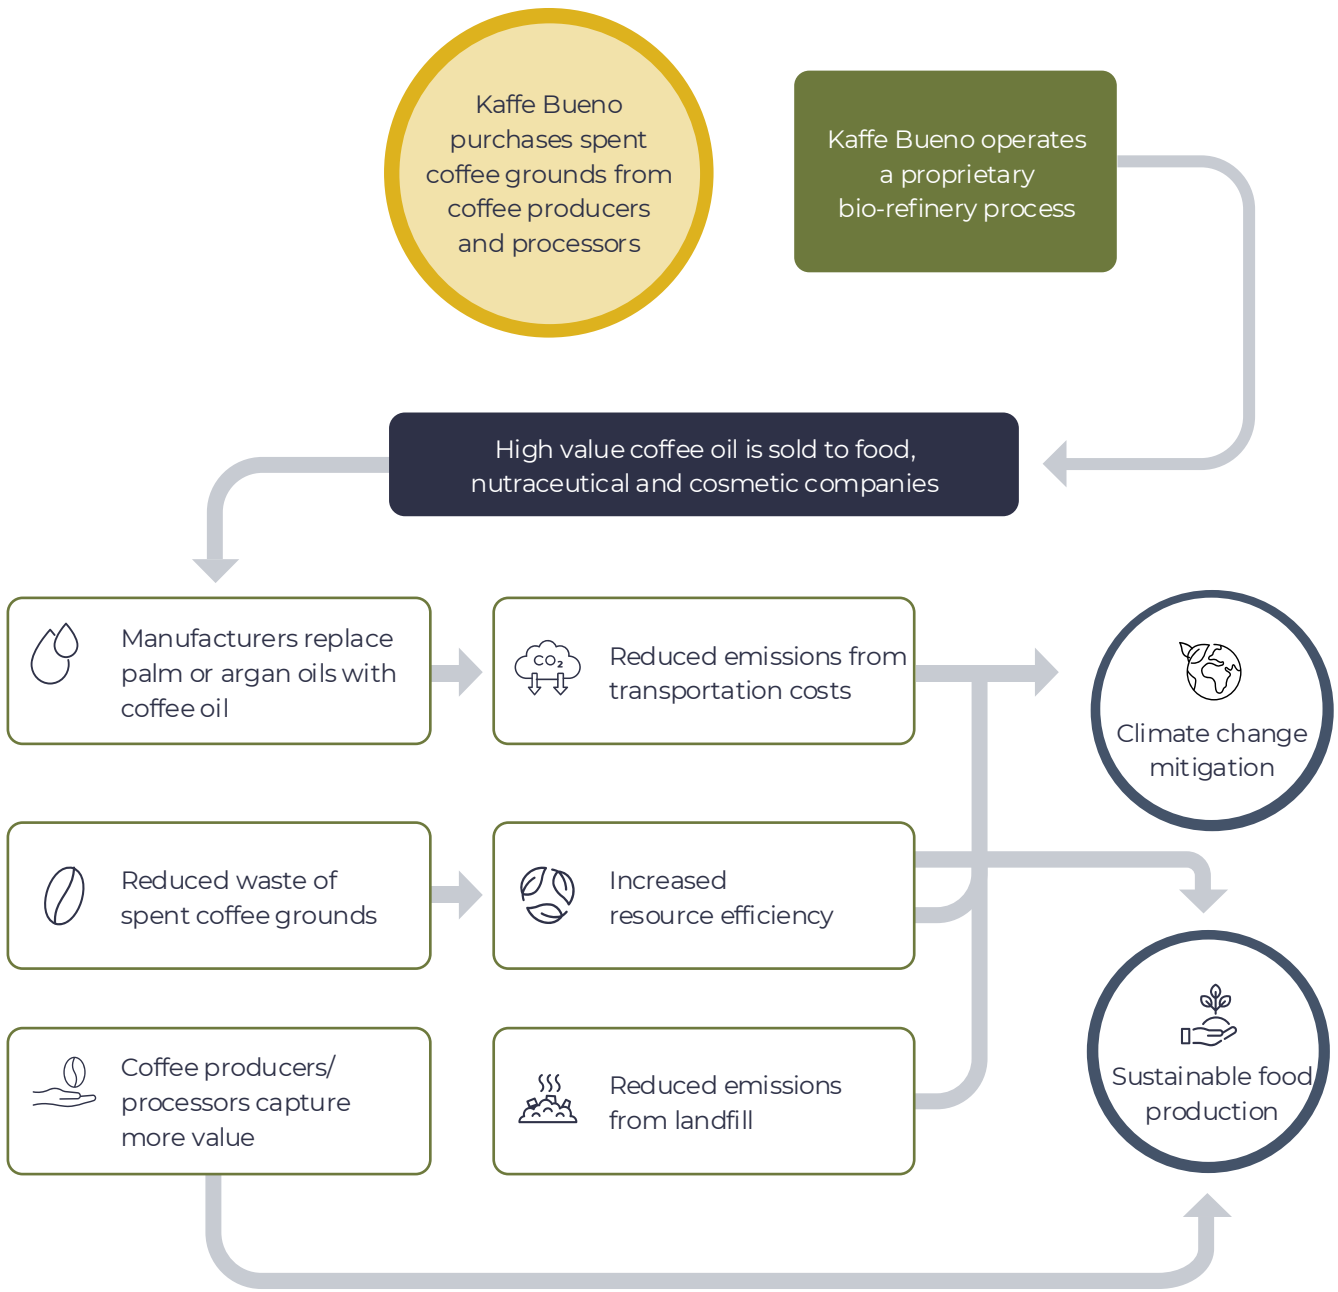 Kaffe Bueno
purchases spent
coffee grounds from
coffee producers
and processors
Kaffe Bueno operates
a proprietary
bio-refinery process
High value coffee oil is sold to food,
nutraceutical and cosmetic companies
Manufacturers replace
palm or argan oils with
coffee oil
CO₂
Reduced emissions from
transportation costs
Climate change
mitigation
Reduced waste of
spent coffee grounds
Increased
resource efficiency
Coffee producers/
processors capture
more value
Reduced emissions
from landfill
Sustainable food
production